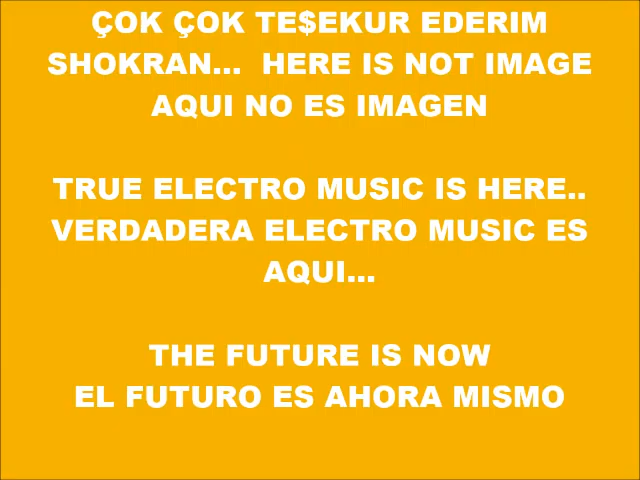 ÇOK ÇOK TE$EKUR EDERIM
SHOKRAN... HERE IS NOT IMAGE
AQUI NO ES IMAGEN
TRUE ELECTRO MUSIC IS HERE..
VERDADERA ELECTRO MUSIC ES
AQUI...
THE FUTURE IS NOW
EL FUTURO ES AHORA MISMO